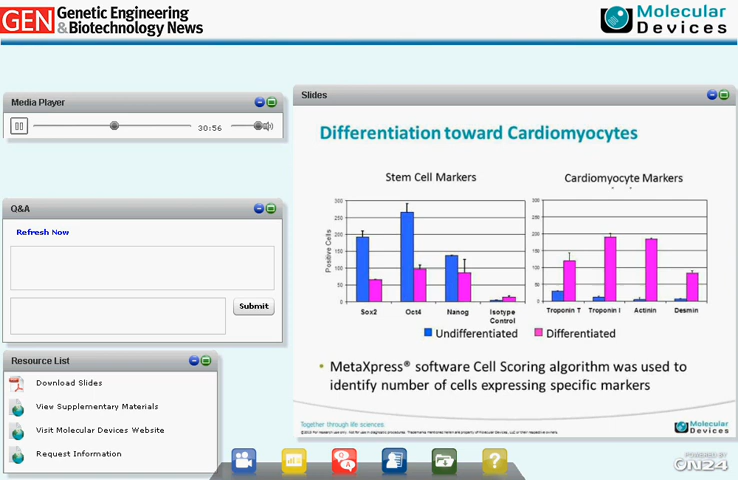 GEN Genetic Engineering
&Biotechnology News
Molecular
Devices
Media Player
30:56
Q&A
Refresh Now
Submit
Resource List
Download Slides
View Supplementary Materials
Visit Molecular Devices Website
Request Information
Slides
Differentiation toward Cardiomyocytes
Stem Cell Markers
Cardiomyocyte Markers
Positive Cells
300
250
200
150
100
50
0
Sox2
Oct4
Nanog
Isotype
Control
300
250
200
150
100
50
0
Troponin T
Troponin I
Actinin
Desmin
Undifferentiated
Differentiated
• MetaXpress® software Cell Scoring algorithm was used to
identify number of cells expressing specific markers
Together through life sciences.
Molecular
Devices
Q
A
?
POWERED BY
ON24